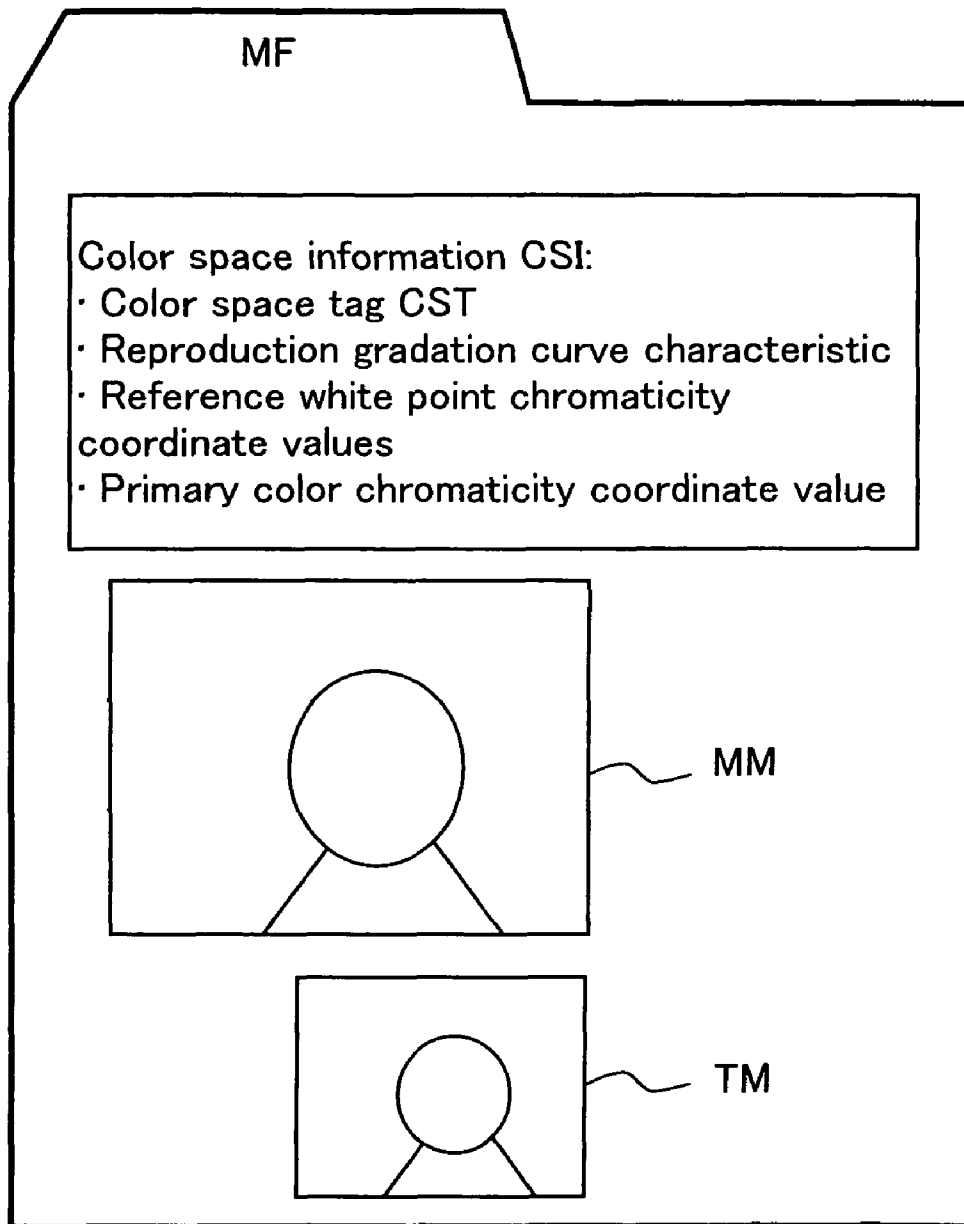 MF
Color space information CSI:
· Color space tag CST
· Reproduction gradation curve characteristic
· Reference white point chromaticity
coordinate values
· Primary color chromaticity coordinate value
MM
TM